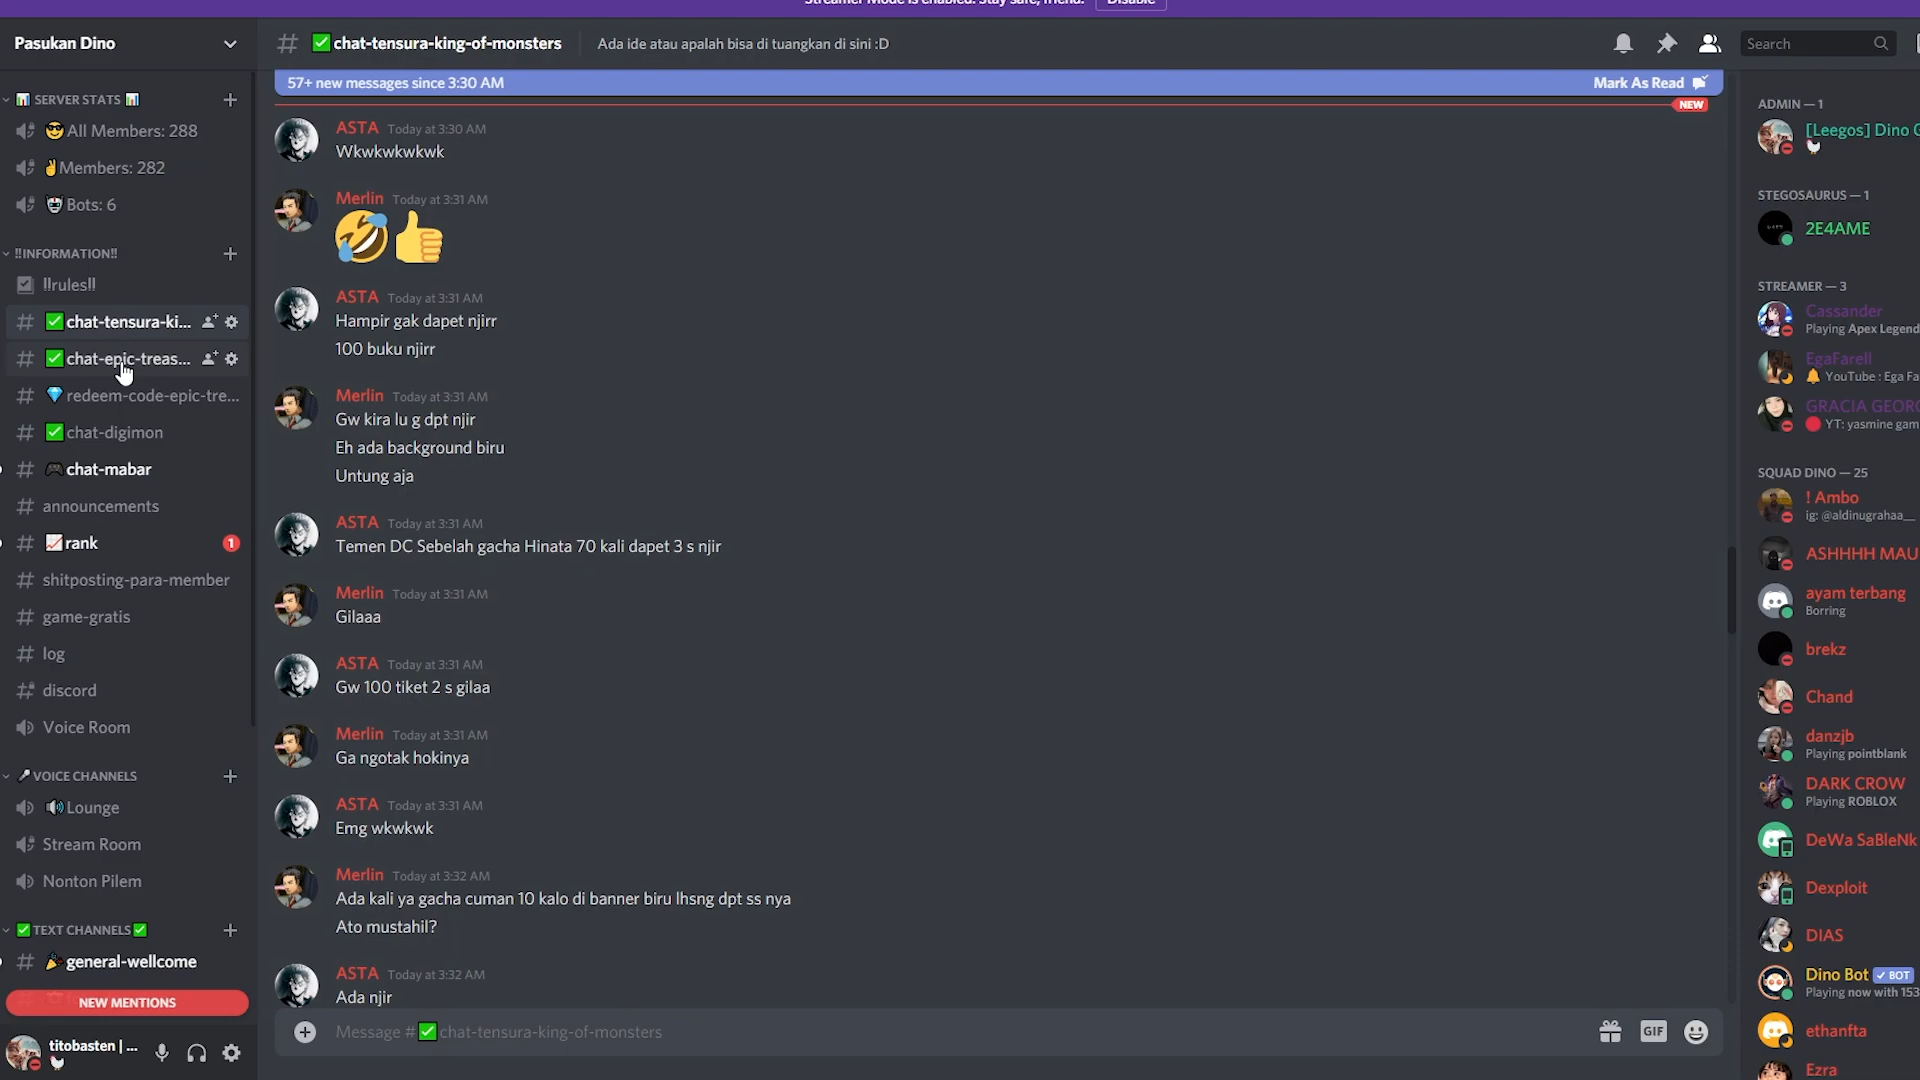 Streamer Mode is enabled. Stay safe, friend. Disable
Pasukan Dino
SERVER STATS
All Members: 288
Members: 282
Bots: 6
!!INFORMATION!!
!!rules!!
chat-tensura-ki...
chat-epic-treas...
redeem-code-epic-tre...
chat-digimon
chat-mabar
announcements
rank
1
shitposting-para-member
game-gratis
log
discord
Voice Room
VOICE CHANNELS
Lounge
Stream Room
Nonton Pilem
TEXT CHANNELS
general-wellcome
NEW MENTIONS
titobasten | ...
chat-tensura-king-of-monsters
Ada ide atau apalah bisa di tuangkan di sini :D
Search
57+ new messages since 3:30 AM
Mark As Read
NEW
ASTA Today at 3:30 AM
Wkwkwkwkwk
Merlin Today at 3:31 AM
ASTA Today at 3:31 AM
Hampir gak dapet njirr
100 buku njirr
Merlin Today at 3:31 AM
Gw kira lu g dpt njir
Eh ada background biru
Untung aja
ASTA Today at 3:31 AM
Temen DC Sebelah gacha Hinata 70 kali dapet 3 s njir
Merlin Today at 3:31 AM
Gilaaa
ASTA Today at 3:31 AM
Gw 100 tiket 2 s gilaa
Merlin Today at 3:31 AM
Ga ngotak hokinya
ASTA Today at 3:31 AM
Emg wkwkwk
Merlin Today at 3:32 AM
Ada kali ya gacha cuman 10 kalo di banner biru lhsng dpt ss nya
Ato mustahil?
ASTA Today at 3:32 AM
Ada njir
Message # chat-tensura-king-of-monsters
GIF
ADMIN — 1
[Leegos] Dino G
STEGOSAURUS — 1
2E4AME
STREAMER — 3
Cassander
Playing Apex Legend
EgaFarell
YouTube : Ega Fa
GRACIA GEORG
YT: yasmine gam
SQUAD DINO — 25
! Ambo
ig: @aldinugrahaa__
ASHHHH MAU
ayam terbang
Borring
brekz
Chand
danzjb
Playing pointblank
DARK CROW
Playing ROBLOX
DeWa SaBleNk
Dexploit
DIAS
Dino Bot BOT
Playing now with 153
ethanfta
Ezra